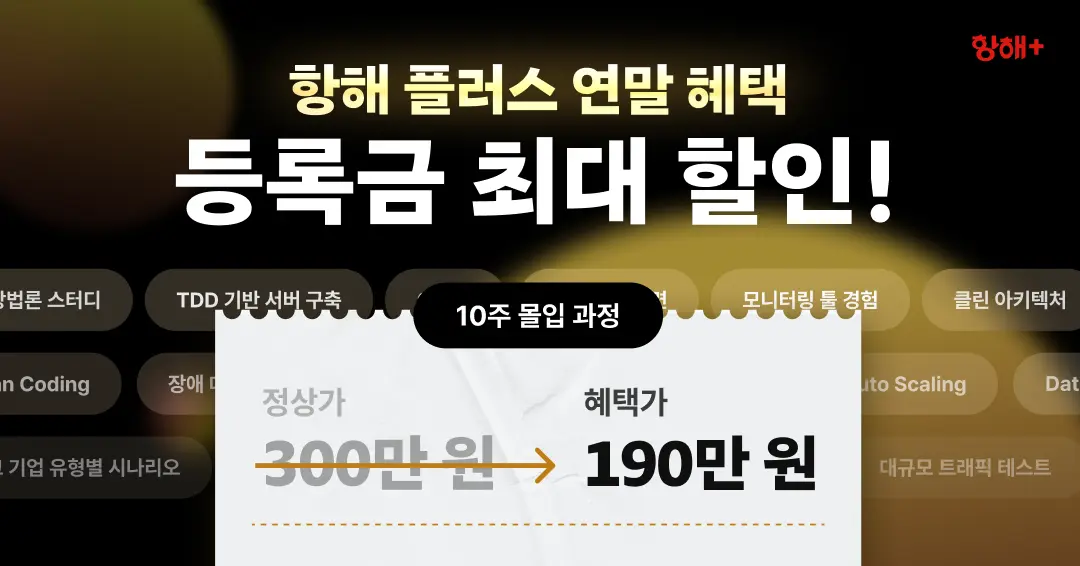 항해+
항해 플러스 연말 혜택
등록금 최대 할인!
스터디
TDD 기반 서버 구축
모니터링 툴 경험
클린 아키텍처
10주 몰입 과정
Coding
장애
Scaling
정상가
혜택가
300만 원
190만 원
기업 유형별 시나리오
대규모 트래픽 테스트